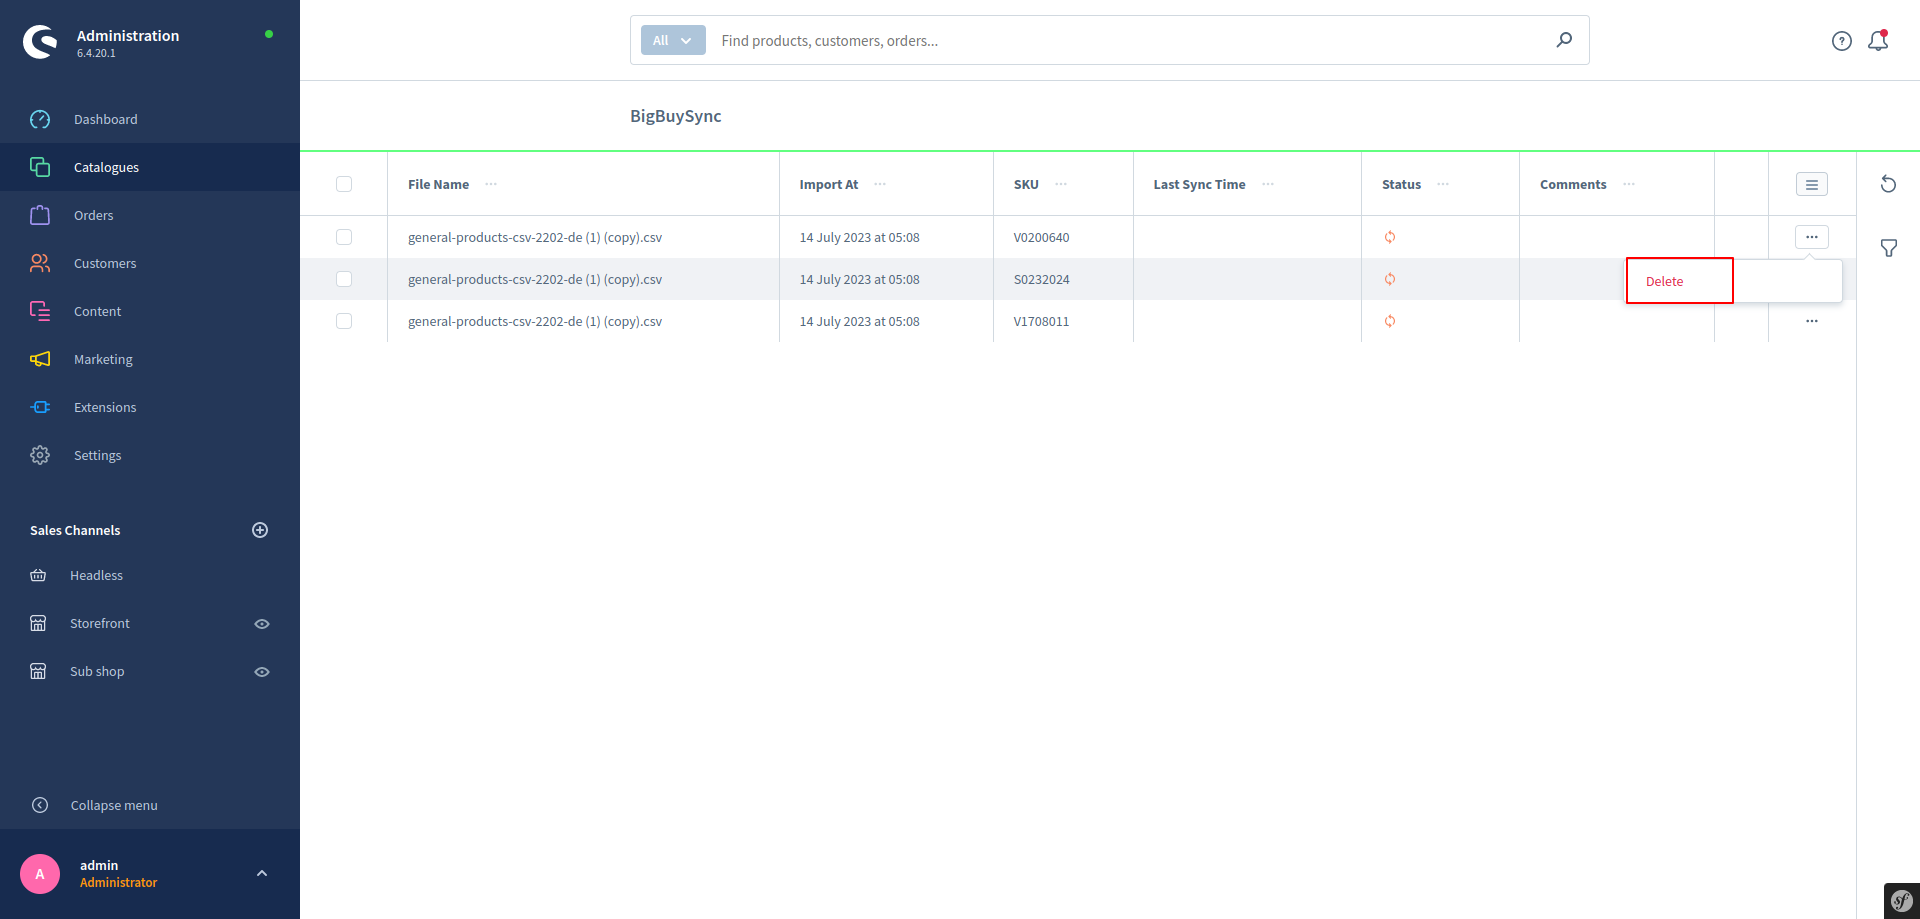 Administration
6.4.20.1
All
Find products, customers, orders...
Dashboard
Catalogues
Orders
Customers
Content
Marketing
Extensions
Settings
Sales Channels
Headless
Storefront
Sub shop
Collapse menu
A
admin
Administrator
BigBuySync
File Name Import At SKU Last Sync Time Status Comments
general-products-csv-2202-de (1) (copy).csv 14 July 2023 at 05:08 V0200640
general-products-csv-2202-de (1) (copy).csv 14 July 2023 at 05:08 S0232024
Delete
general-products-csv-2202-de (1) (copy).csv 14 July 2023 at 05:08 V1708011
sf